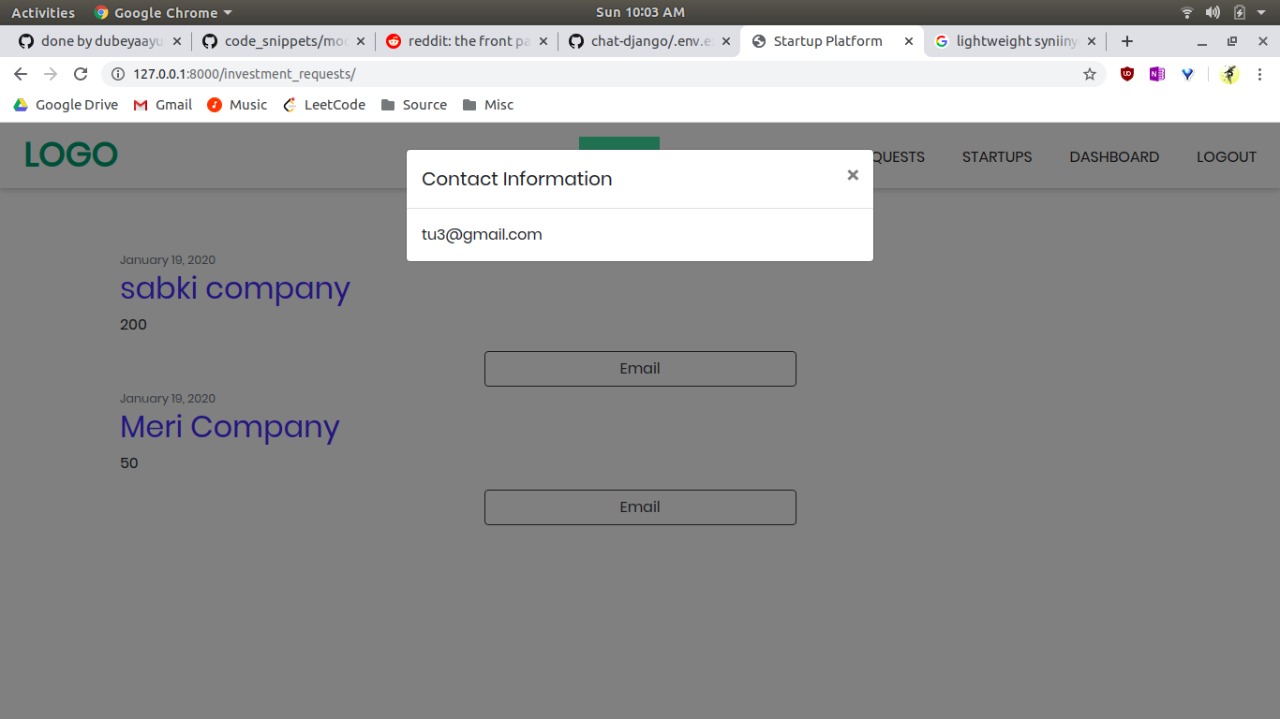 Activities Google Chrome Sun 10:03 AM
done by dubeyaayu code_snippets/mod reddit: the front pa chat-django/.env.e Startup Platform lightweight syniiny
127.0.0.1:8000/investment_requests/
Google Drive Gmail Music LeetCode Source Misc
LOGO QUESTS STARTUPS DASHBOARD LOGOUT
Contact Information ×
tu3@gmail.com
January 19, 2020
sabki company
200
Email
January 19, 2020
Meri Company
50
Email